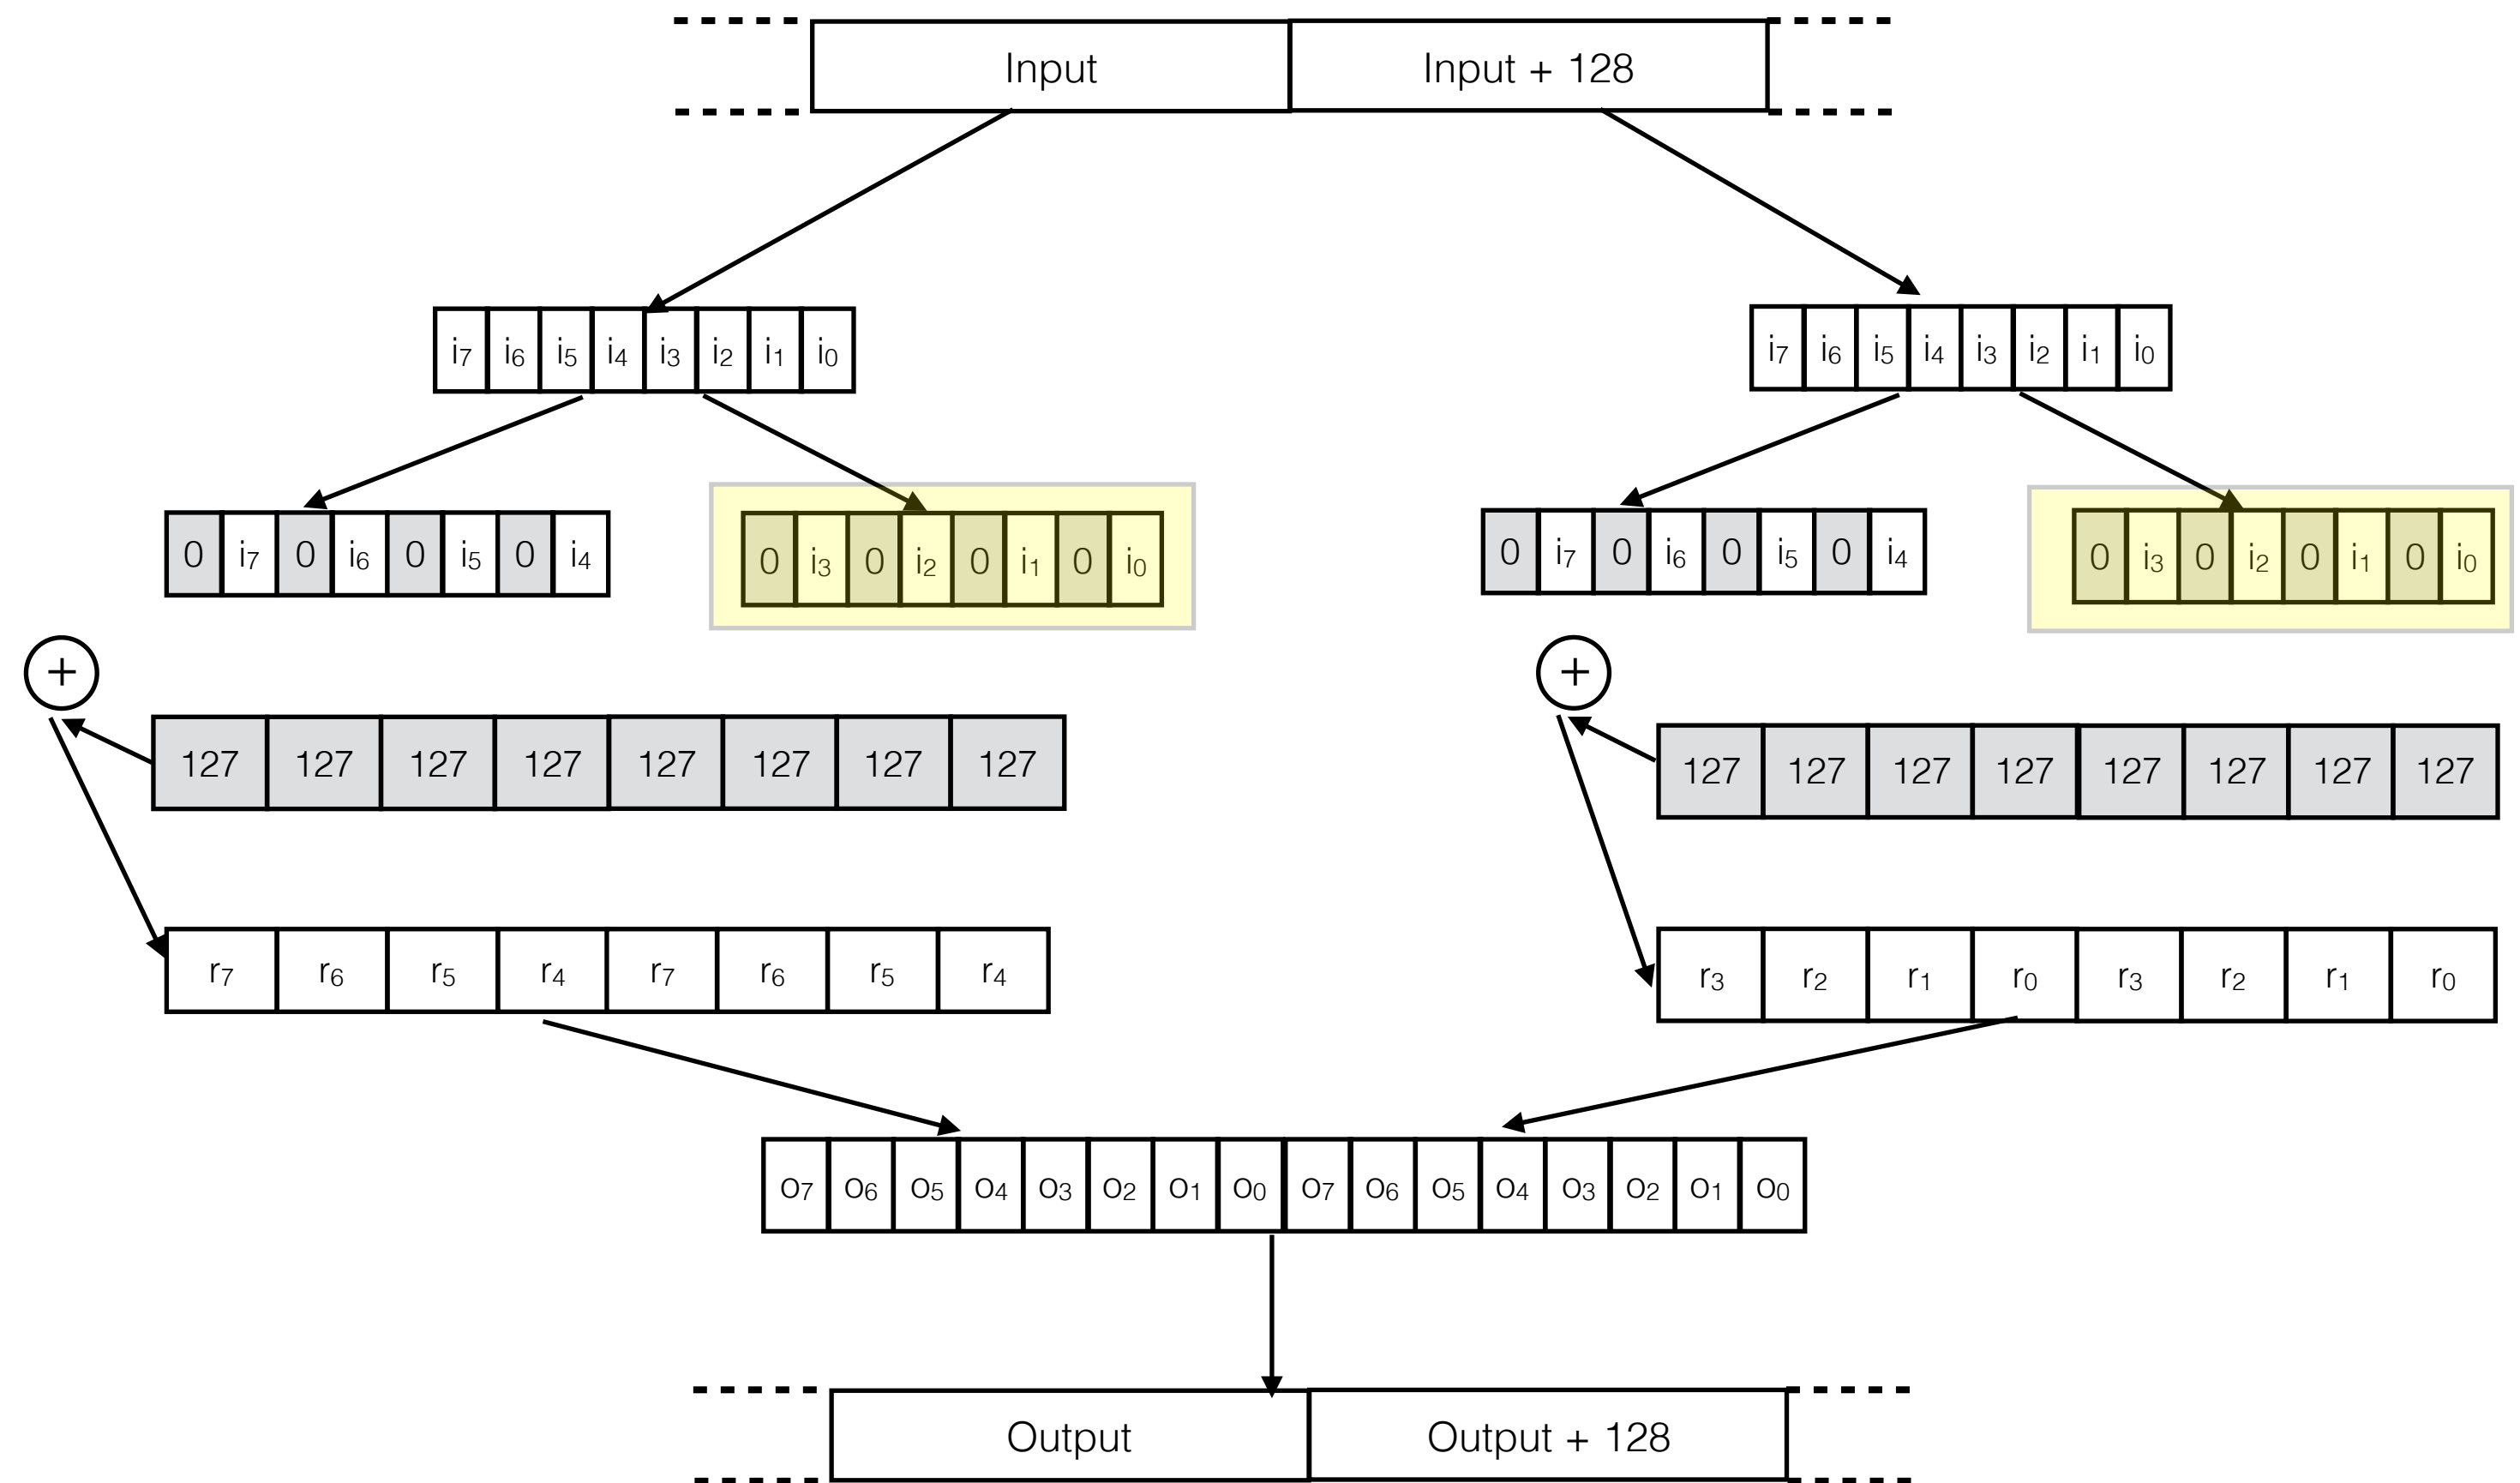 Input Input + 128
i₇ i₆ i₅ i₄ i₃ i₂ i₁ i₀ i₇ i₆ i₅ i₄ i₃ i₂ i₁ i₀
0 i₇ 0 i₆ 0 i₅ 0 i₄ 0 i₃ 0 i₂ 0 i₁ 0 i₀ 0 i₇ 0 i₆ 0 i₅ 0 i₄ 0 i₃ 0 i₂ 0 i₁ 0 i₀
+ +
127 127 127 127 127 127 127 127 127 127 127 127 127 127 127 127
r₇ r₆ r₅ r₄ r₇ r₆ r₅ r₄ r₃ r₂ r₁ r₀ r₃ r₂ r₁ r₀
o₇ o₆ o₅ o₄ o₃ o₂ o₁ o₀ o₇ o₆ o₅ o₄ o₃ o₂ o₁ o₀
Output Output + 128